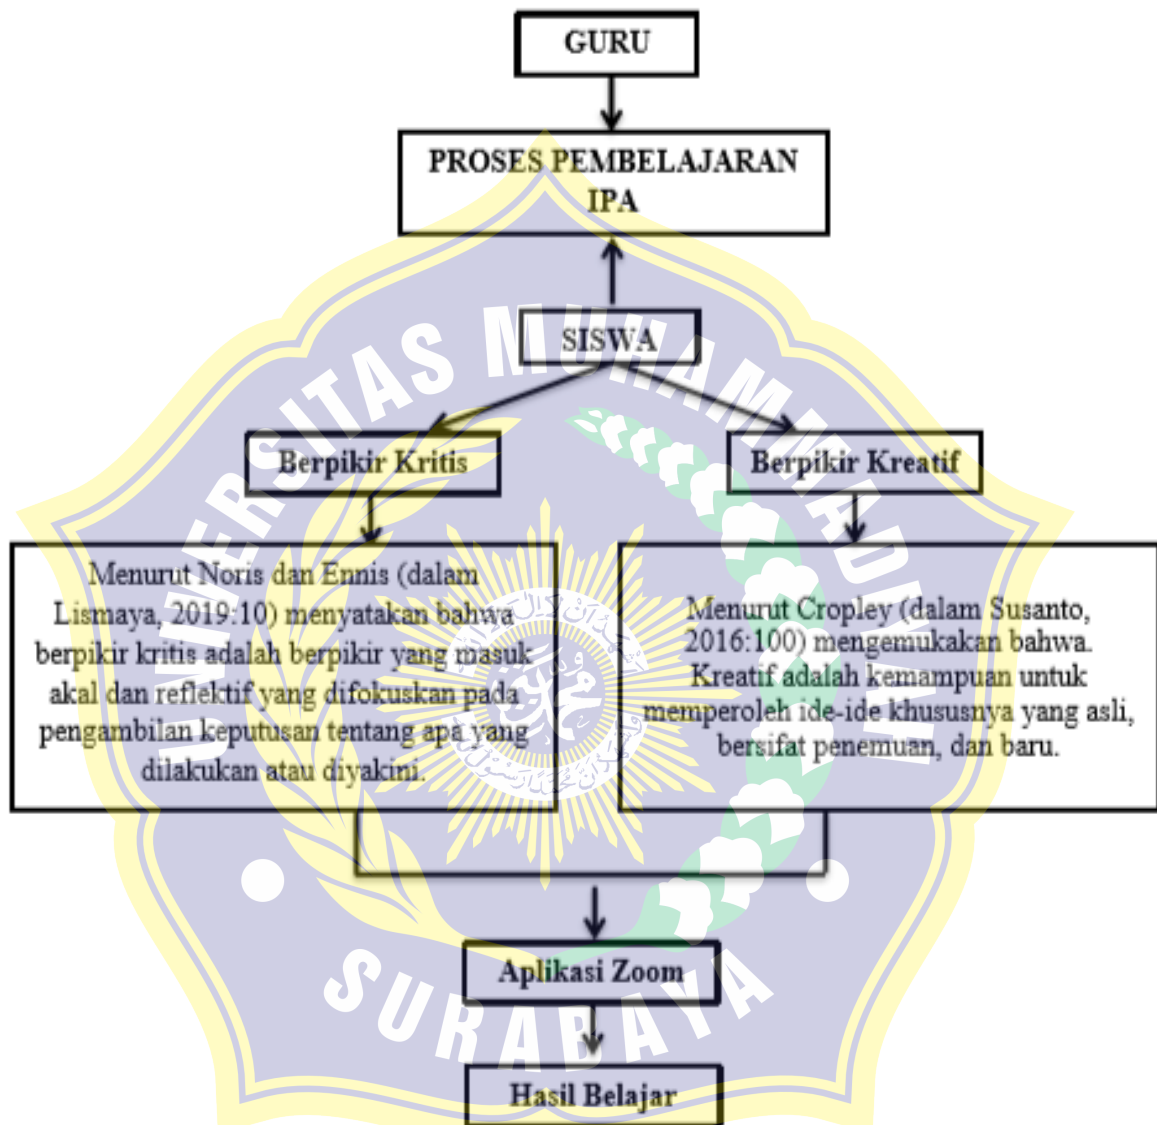 GURU
PROSES PEMBELAJARAN
IPA
SISWA
Berpikir Kritis
Berpikir Kreatif
Menurut Noris dan Ennis (dalam
Lismaya, 2019:10) menyatakan bahwa
berpikir kritis adalah berpikir yang masuk
akal dan reflektif yang difokuskan pada
pengambilan keputusan tentang apa yang
dilakukan atau diyakini.
Menurut Cropley (dalam Susanto,
2016:100) mengemukakan bahwa.
Kreatif adalah kemampuan untuk
memperoleh ide-ide khususnya yang asli,
bersifat penemuan, dan baru.
Aplikasi Zoom
Hasil Belajar
UNIVERSITAS MUHAMMADIYAH
SURABAYA